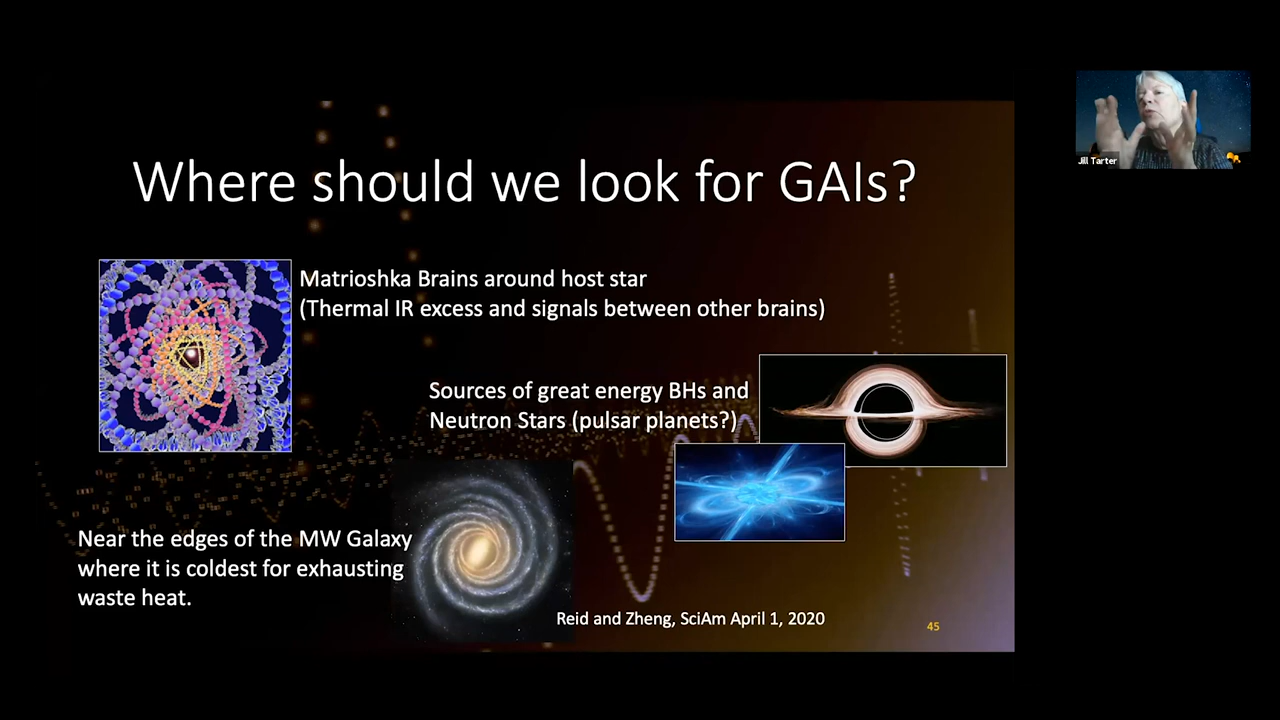 Where should we look for GAIs?
Jill Tarter
Matrioshka Brains around host star
(Thermal IR excess and signals between other brains)
Sources of great energy BHs and
Neutron Stars (pulsar planets?)
Near the edges of the MW Galaxy
where it is coldest for exhausting
waste heat.
Reid and Zheng, SciAm April 1, 2020
45